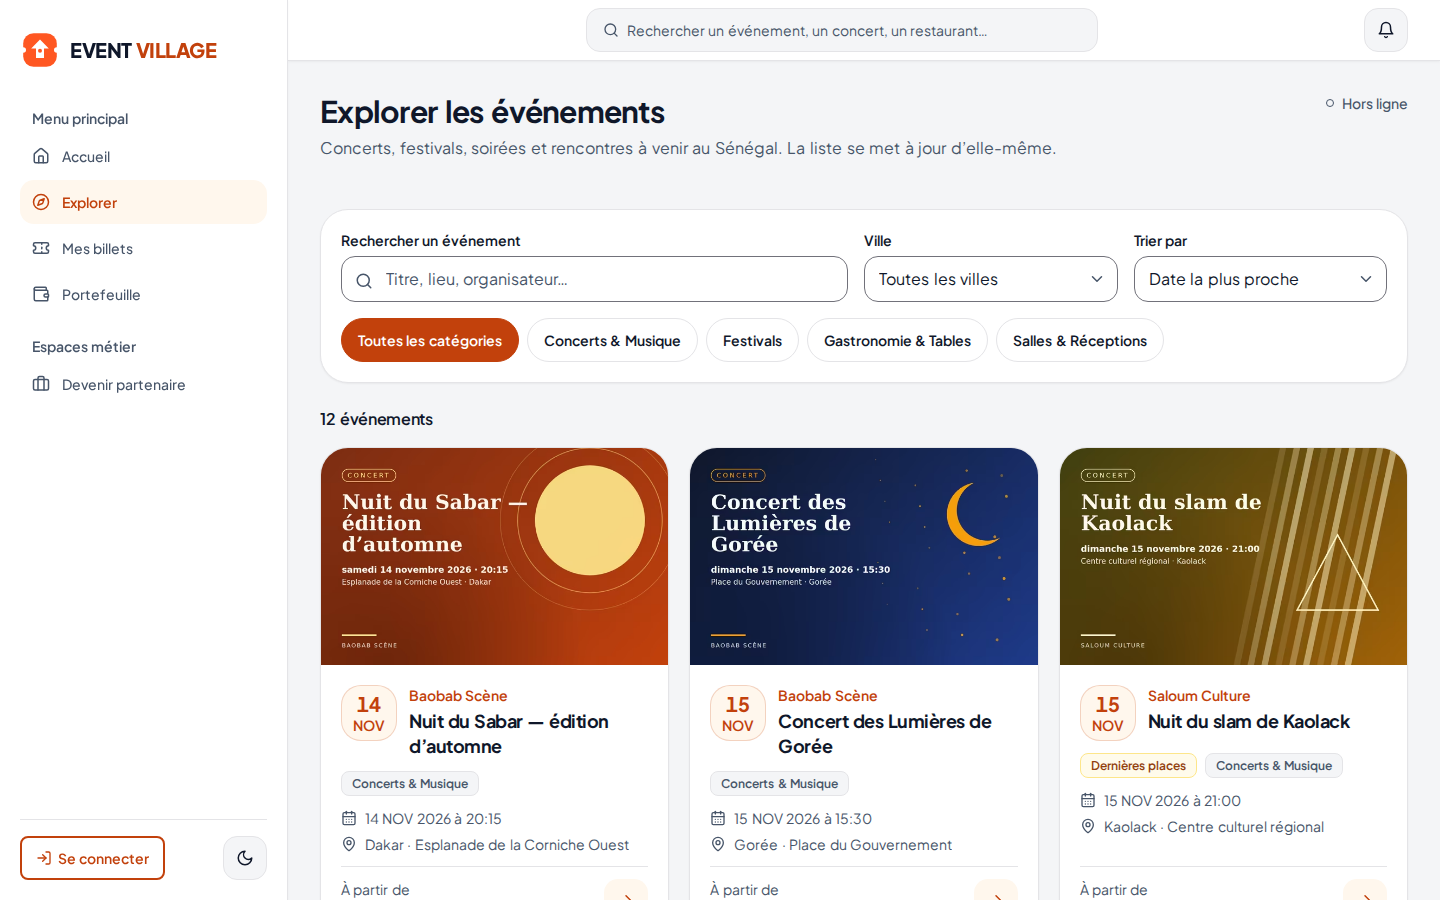 EVENT VILLAGE
Menu principal
Accueil
Explorer
Mes billets
Portefeuille
Espaces métier
Devenir partenaire
Se connecter
Rechercher un événement, un concert, un restaurant…
Explorer les événements
Hors ligne
Concerts, festivals, soirées et rencontres à venir au Sénégal. La liste se met à jour d’elle-même.
Rechercher un événement
Titre, lieu, organisateur…
Ville
Toutes les villes
Trier par
Date la plus proche
Toutes les catégories
Concerts & Musique
Festivals
Gastronomie & Tables
Salles & Réceptions
12 événements
CONCERT
Nuit du Sabar —
édition
d’automne
samedi 14 novembre 2026 · 20:15
Esplanade de la Corniche Ouest · Dakar
BAOBAB SCÈNE
14
NOV
Baobab Scène
Nuit du Sabar — édition
d’automne
Concerts & Musique
14 NOV 2026 à 20:15
Dakar · Esplanade de la Corniche Ouest
À partir de
CONCERT
Concert des
Lumières de
Gorée
dimanche 15 novembre 2026 · 15:30
Place du Gouvernement · Gorée
BAOBAB SCÈNE
15
NOV
Baobab Scène
Concert des Lumières de
Gorée
Concerts & Musique
15 NOV 2026 à 15:30
Gorée · Place du Gouvernement
À partir de
CONCERT
Nuit du slam de
Kaolack
dimanche 15 novembre 2026 · 21:00
Centre culturel régional · Kaolack
SALOUM CULTURE
15
NOV
Saloum Culture
Nuit du slam de Kaolack
Dernières places
Concerts & Musique
15 NOV 2026 à 21:00
Kaolack · Centre culturel régional
À partir de